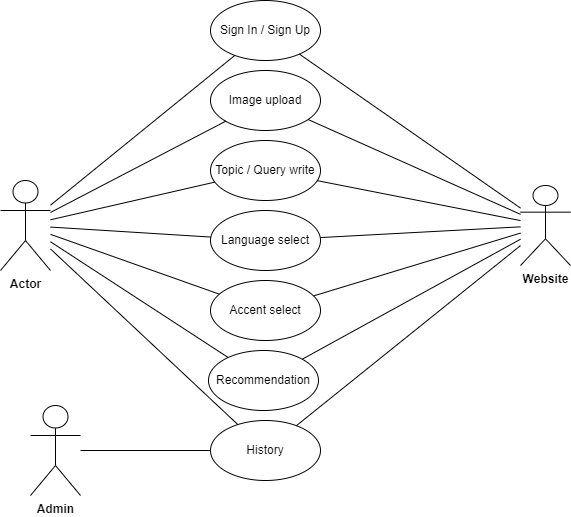 Sign In / Sign Up
Image upload
Topic / Query write
Language select
Accent select
Recommendation
History
Actor
Website
Admin